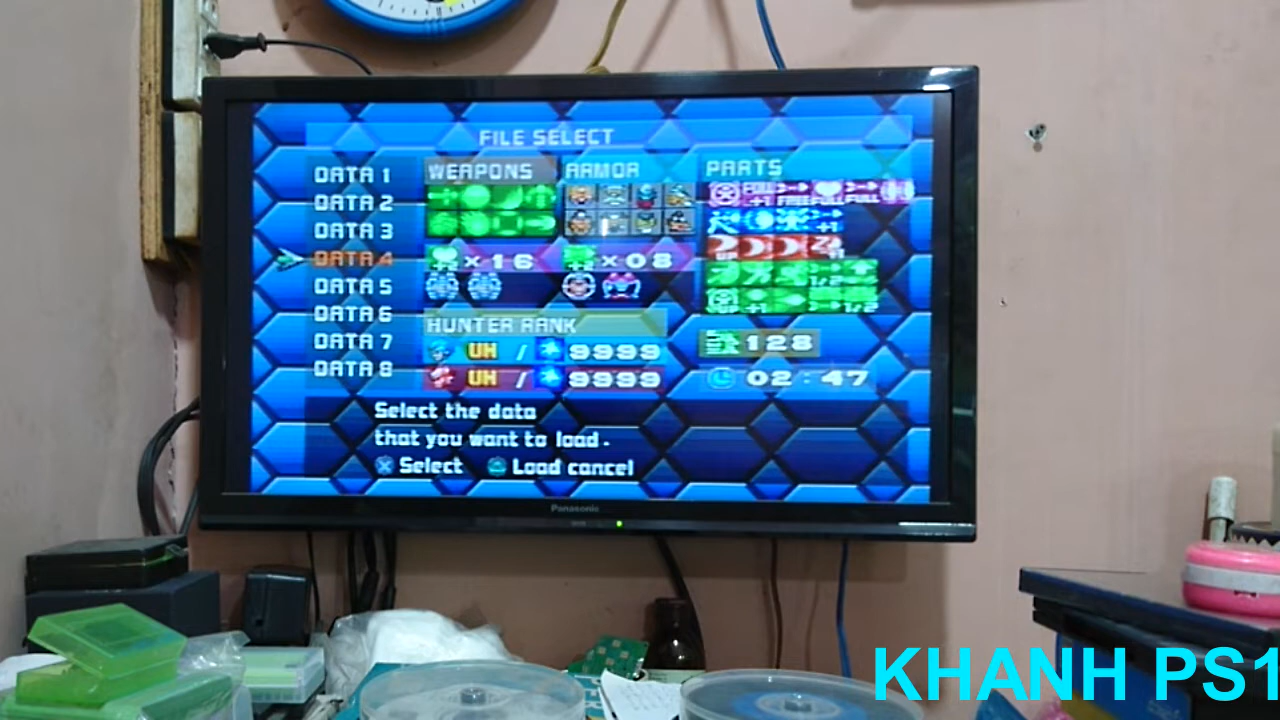 FILE SELECT
DATA 1
DATA 2
DATA 3
DATA 4
DATA 5
DATA 6
DATA 7
DATA 8
WEAPONS
ARMOR
PARTS
×16
×08
HUNTER RANK
UH / 9999
UH / 9999
128
02:47
Select the data
that you want to load.
Select
Load cancel
Panasonic
KHANH PS1